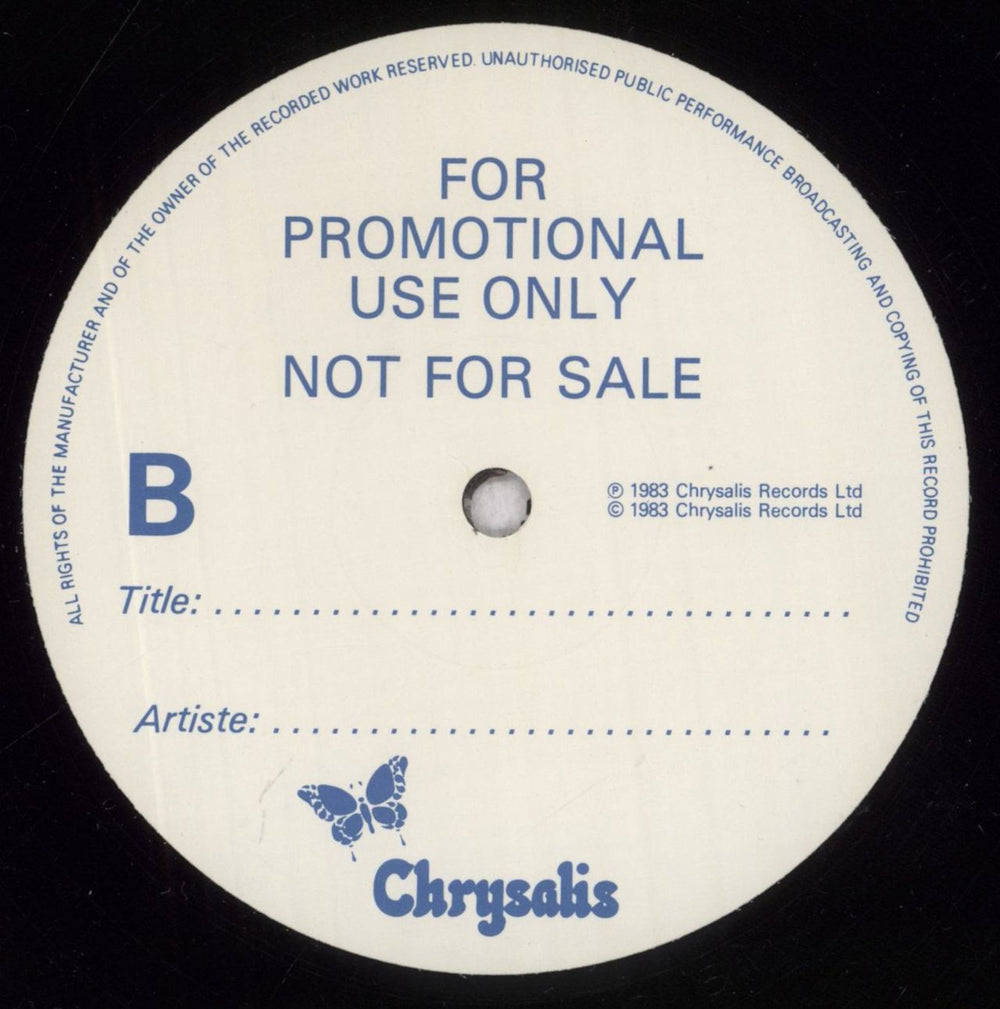 ALL RIGHTS OF THE MANUFACTURER AND OF THE OWNER OF THE RECORDED WORK RESERVED. UNAUTHORISED PUBLIC PERFORMANCE BROADCASTING AND COPYING OF THIS RECORD PROHIBITED
FOR
PROMOTIONAL
USE ONLY
NOT FOR SALE
B
℗ 1983 Chrysalis Records Ltd
© 1983 Chrysalis Records Ltd
Title: .................................
Artiste: .............................
Chrysalis